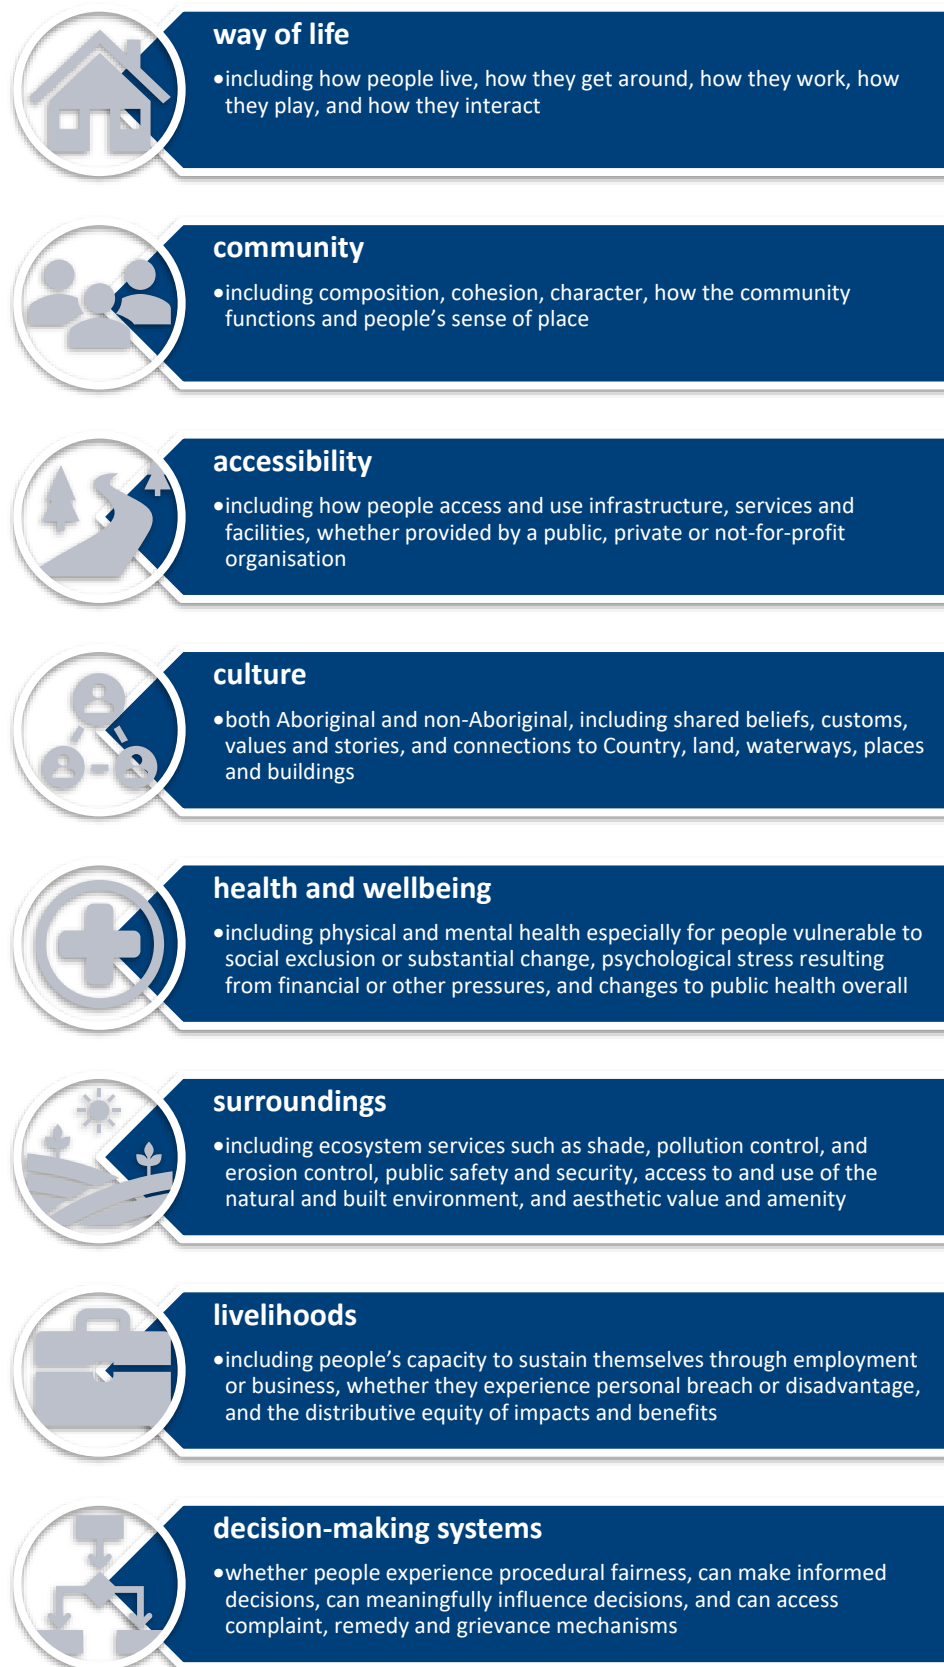 way of life
•including how people live, how they get around, how they work, how
they play, and how they interact
community
•including composition, cohesion, character, how the community
functions and people’s sense of place
accessibility
•including how people access and use infrastructure, services and
facilities, whether provided by a public, private or not-for-profit
organisation
culture
•both Aboriginal and non-Aboriginal, including shared beliefs, customs,
values and stories, and connections to Country, land, waterways, places
and buildings
health and wellbeing
•including physical and mental health especially for people vulnerable to
social exclusion or substantial change, psychological stress resulting
from financial or other pressures, and changes to public health overall
surroundings
•including ecosystem services such as shade, pollution control, and
erosion control, public safety and security, access to and use of the
natural and built environment, and aesthetic value and amenity
livelihoods
•including people’s capacity to sustain themselves through employment
or business, whether they experience personal breach or disadvantage,
and the distributive equity of impacts and benefits
decision-making systems
•whether people experience procedural fairness, can make informed
decisions, can meaningfully influence decisions, and can access
complaint, remedy and grievance mechanisms